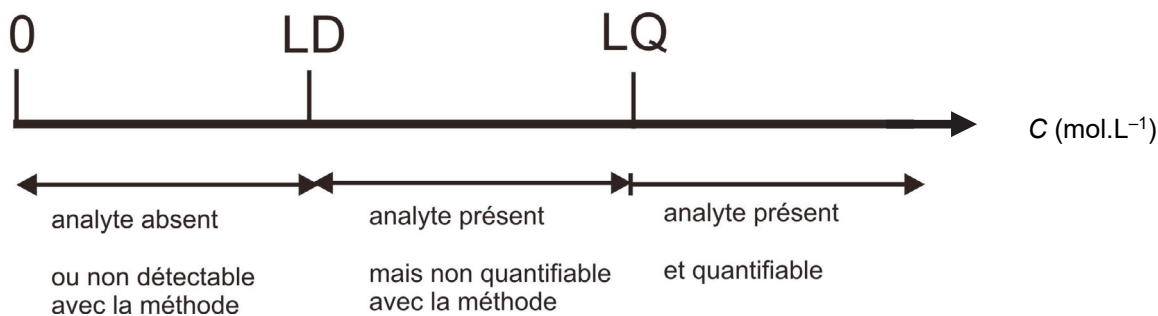 0 LD LQ
C (mol.L⁻¹)
analyte absent
ou non détectable
avec la méthode
analyte présent
mais non quantifiable
avec la méthode
analyte présent
et quantifiable